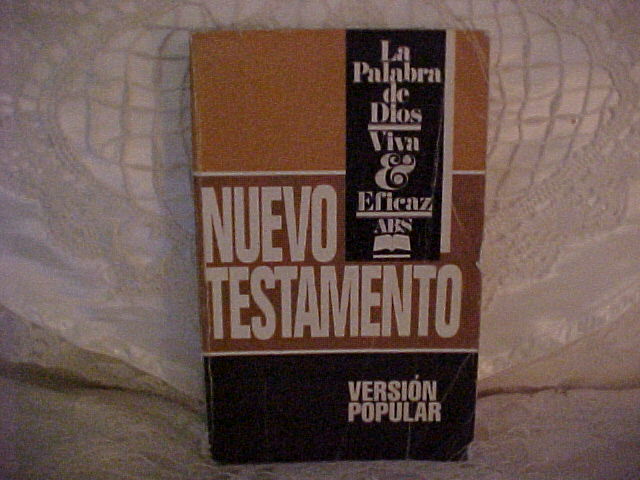 La
Palabra
de
Dios
Viva
&
Eficaz
ABS
NUEVO
TESTAMENTO
VERSIÓN
POPULAR